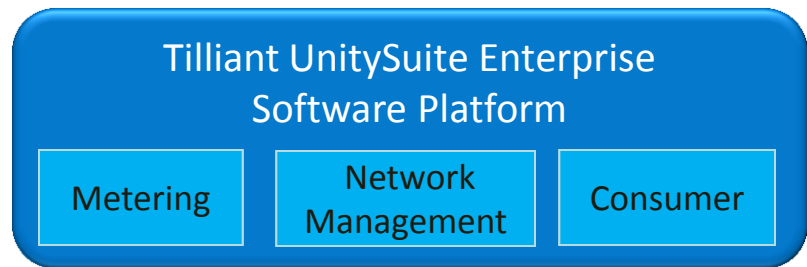 Tilliant UnitySuite Enterprise
Software Platform
Metering
Network
Management
Consumer